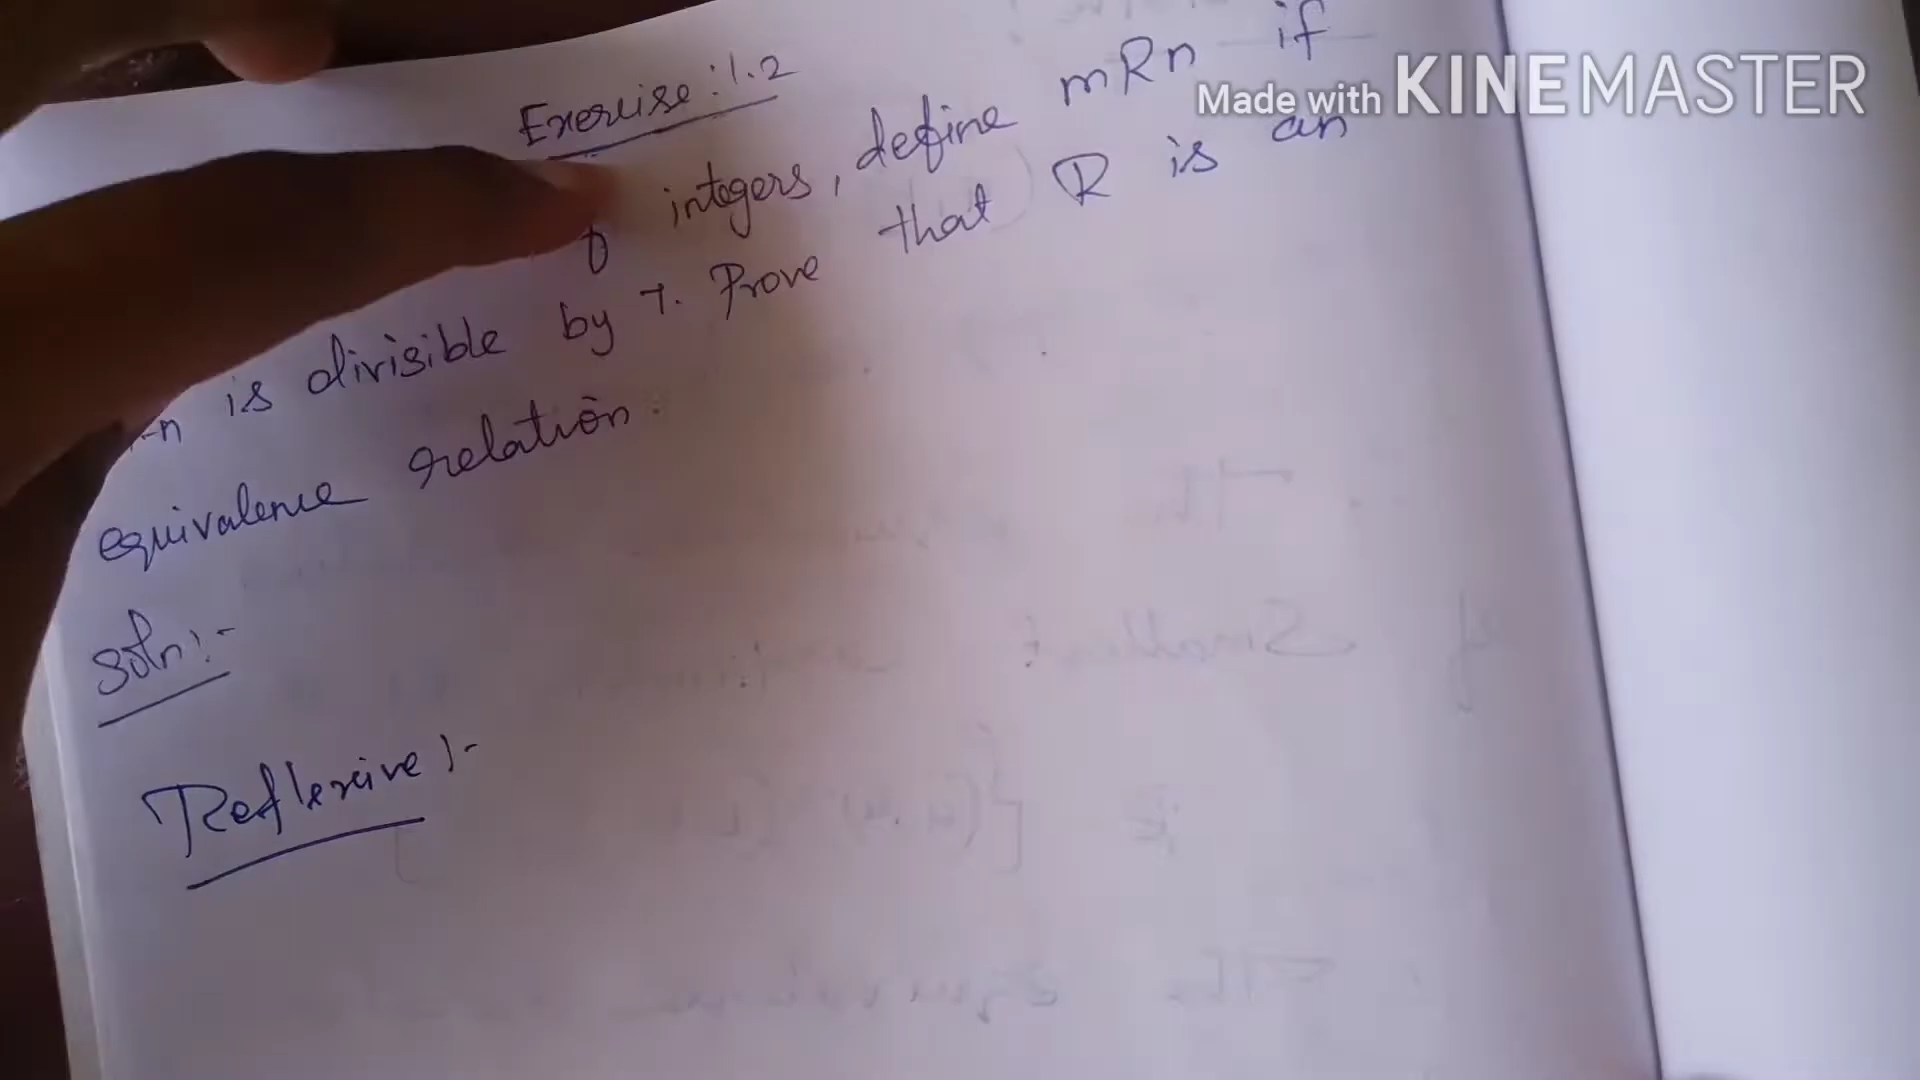 Exercise: 1.2
integers, define mRn if
-n is divisible by 7. Prove that R is an
equivalence relation.
Soln:-
Reflexive :-
Made with KINEMASTER